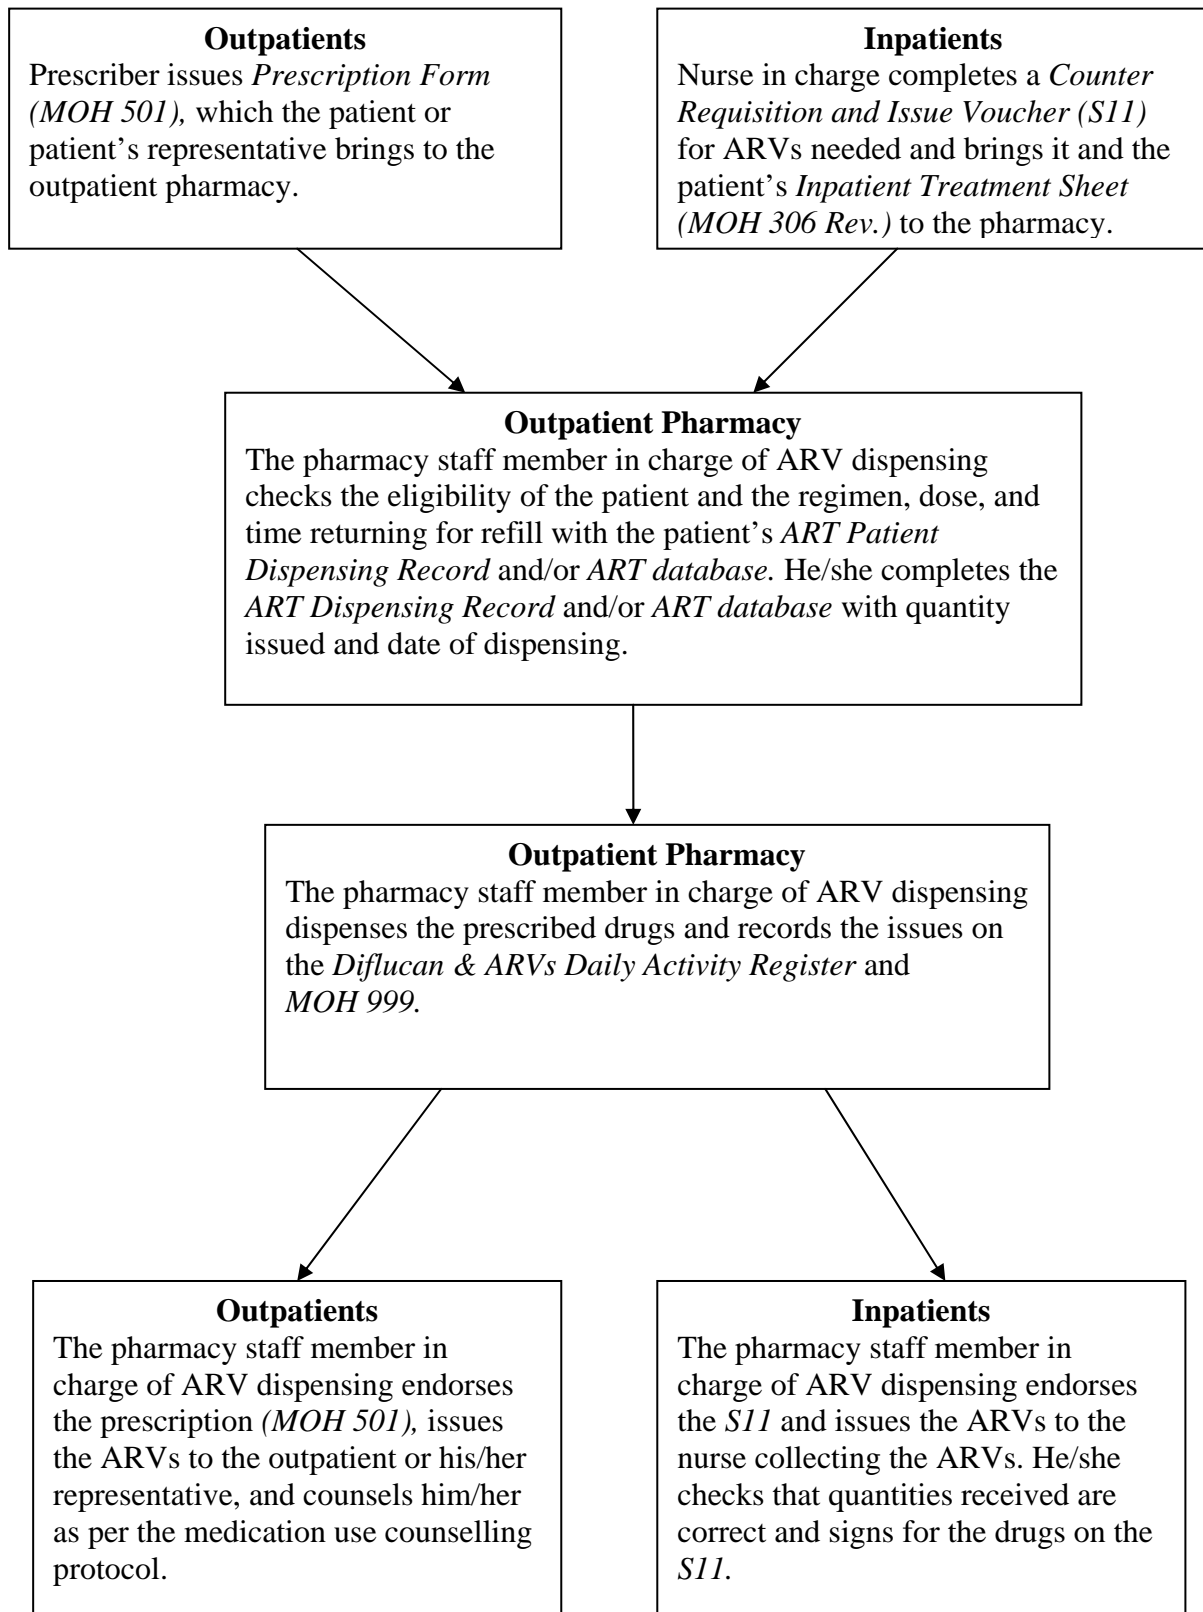 Outpatients
Prescriber issues Prescription Form
(MOH 501), which the patient or
patient’s representative brings to the
outpatient pharmacy.
Inpatients
Nurse in charge completes a Counter
Requisition and Issue Voucher (S11)
for ARVs needed and brings it and the
patient’s Inpatient Treatment Sheet
(MOH 306 Rev.) to the pharmacy.
Outpatient Pharmacy
The pharmacy staff member in charge of ARV dispensing
checks the eligibility of the patient and the regimen, dose, and
time returning for refill with the patient’s ART Patient
Dispensing Record and/or ART database. He/she completes the
ART Dispensing Record and/or ART database with quantity
issued and date of dispensing.
Outpatient Pharmacy
The pharmacy staff member in charge of ARV dispensing
dispenses the prescribed drugs and records the issues on
the Diflucan & ARVs Daily Activity Register and
MOH 999.
Outpatients
The pharmacy staff member in
charge of ARV dispensing endorses
the prescription (MOH 501), issues
the ARVs to the outpatient or his/her
representative, and counsels him/her
as per the medication use counselling
protocol.
Inpatients
The pharmacy staff member in
charge of ARV dispensing endorses
the S11 and issues the ARVs to the
nurse collecting the ARVs. He/she
checks that quantities received are
correct and signs for the drugs on the
S11.